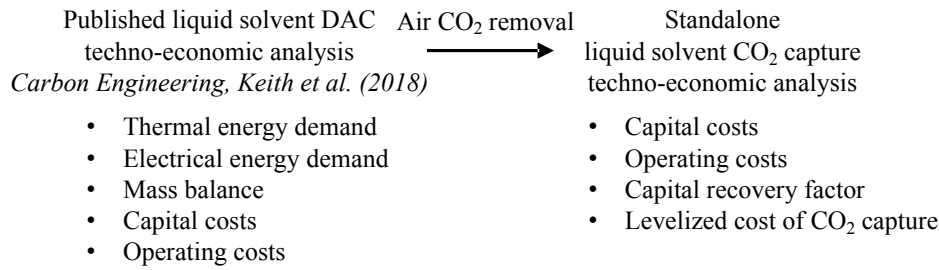 Published liquid solvent DAC
techno-economic analysis
Carbon Engineering, Keith et al. (2018)
• Thermal energy demand
• Electrical energy demand
• Mass balance
• Capital costs
• Operating costs
Air CO₂ removal
Standalone
liquid solvent CO₂ capture
techno-economic analysis
• Capital costs
• Operating costs
• Capital recovery factor
• Levelized cost of CO₂ capture